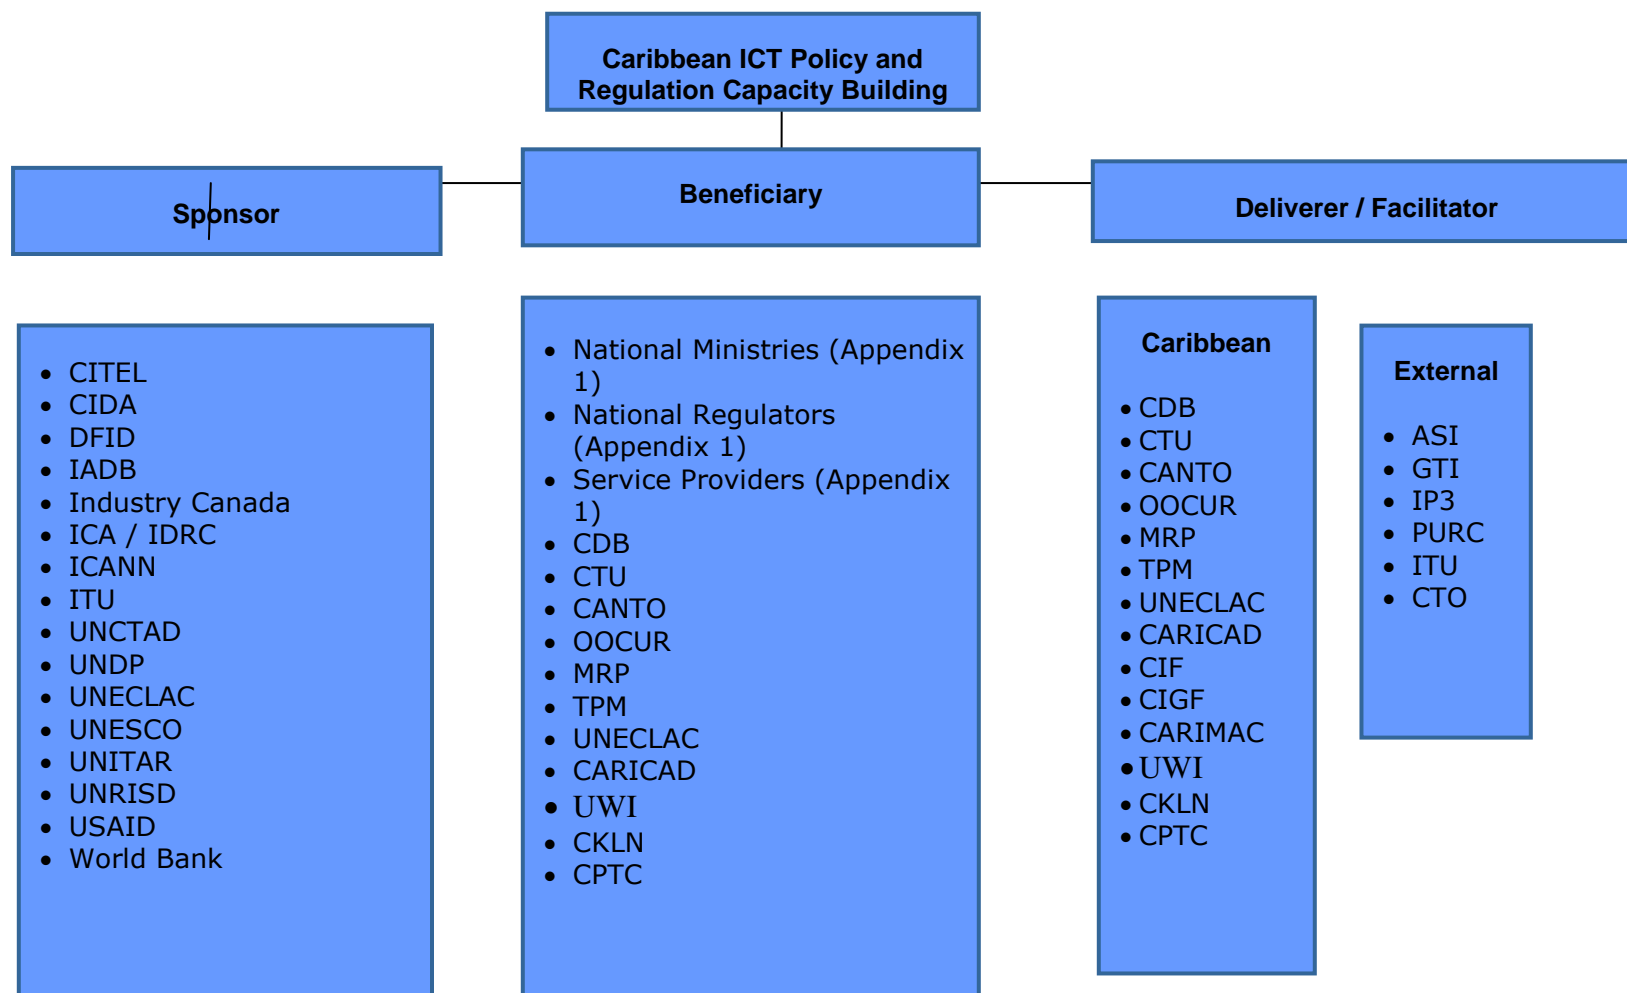 Caribbean ICT Policy and
Regulation Capacity Building
Sponsor
Beneficiary
Deliverer / Facilitator
• CITEL
• CIDA
• DFID
• IADB
• Industry Canada
• ICA / IDRC
• ICANN
• ITU
• UNCTAD
• UNDP
• UNECLAC
• UNESCO
• UNITAR
• UNRISD
• USAID
• World Bank
• National Ministries (Appendix
1)
• National Regulators
(Appendix 1)
• Service Providers (Appendix
1)
• CDB
• CTU
• CANTO
• OOCUR
• MRP
• TPM
• UNECLAC
• CARICAD
• UWI
• CKLN
• CPTC
Caribbean
• CDB
• CTU
• CANTO
• OOCUR
• MRP
• TPM
• UNECLAC
• CARICAD
• CIF
• CIGF
• CARIMAC
• UWI
• CKLN
• CPTC
External
• ASI
• GTI
• IP3
• PURC
• ITU
• CTO